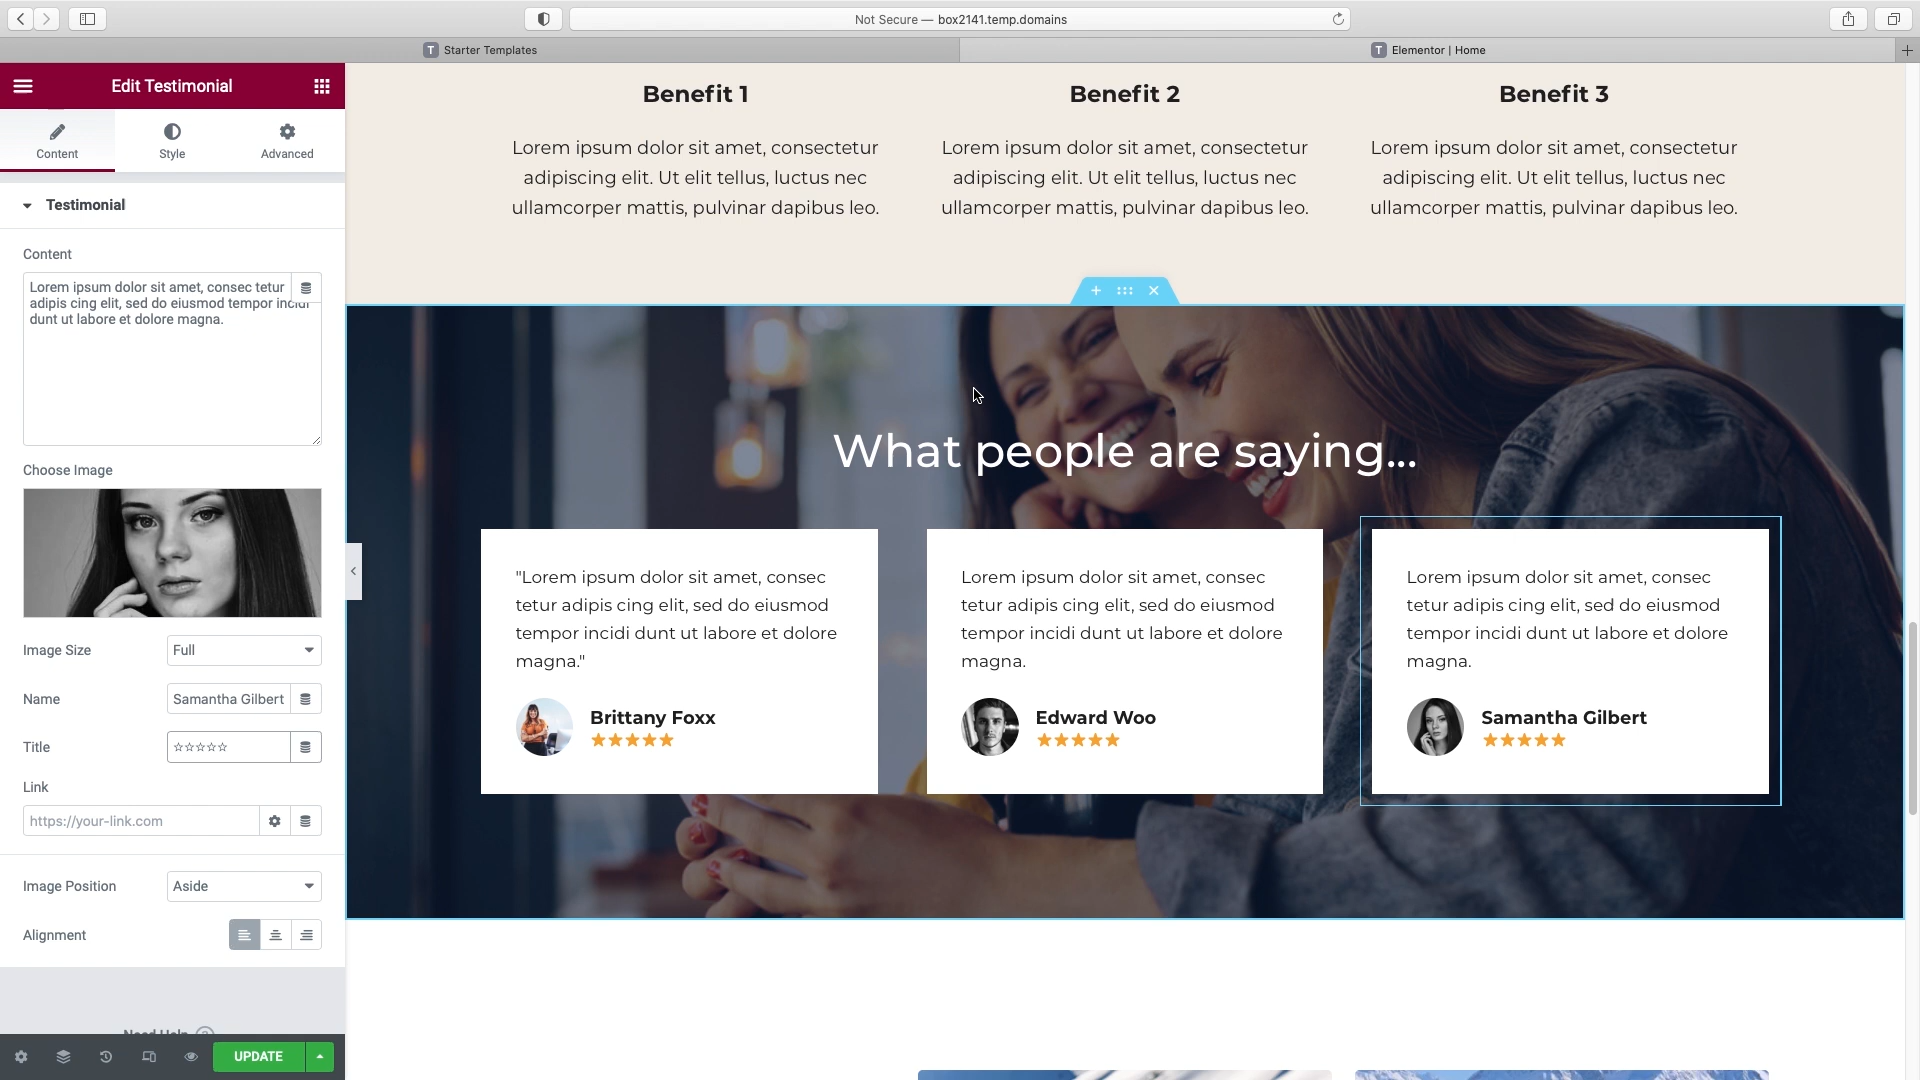 Not Secure — box2141.temp.domains
T Starter Templates
T Elementor | Home
Edit Testimonial
Content
Style
Advanced
Testimonial
Content
Lorem ipsum dolor sit amet, consec tetur
adipis cing elit, sed do eiusmod tempor incidi
dunt ut labore et dolore magna.
Choose Image
Image Size
Full
Name
Samantha Gilbert
Title
☆☆☆☆☆
Link
https://your-link.com
Image Position
Aside
Alignment
Need Help
UPDATE
Benefit 1
Lorem ipsum dolor sit amet, consectetur
adipiscing elit. Ut elit tellus, luctus nec
ullamcorper mattis, pulvinar dapibus leo.
Benefit 2
Lorem ipsum dolor sit amet, consectetur
adipiscing elit. Ut elit tellus, luctus nec
ullamcorper mattis, pulvinar dapibus leo.
Benefit 3
Lorem ipsum dolor sit amet, consectetur
adipiscing elit. Ut elit tellus, luctus nec
ullamcorper mattis, pulvinar dapibus leo.
What people are saying...
"Lorem ipsum dolor sit amet, consec
tetur adipis cing elit, sed do eiusmod
tempor incidi dunt ut labore et dolore
magna."
Brittany Foxx
★★★★★
Lorem ipsum dolor sit amet, consec
tetur adipis cing elit, sed do eiusmod
tempor incidi dunt ut labore et dolore
magna.
Edward Woo
★★★★★
Lorem ipsum dolor sit amet, consec
tetur adipis cing elit, sed do eiusmod
tempor incidi dunt ut labore et dolore
magna.
Samantha Gilbert
★★★★★